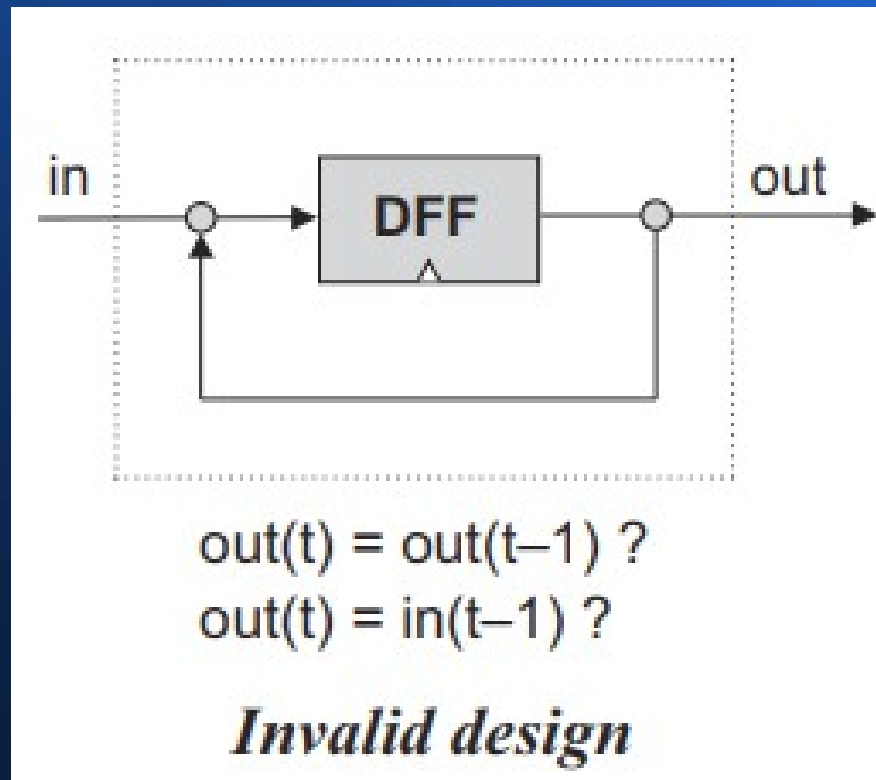 in
DFF
out
out(t) = out(t–1) ?
out(t) = in(t–1) ?
Invalid design